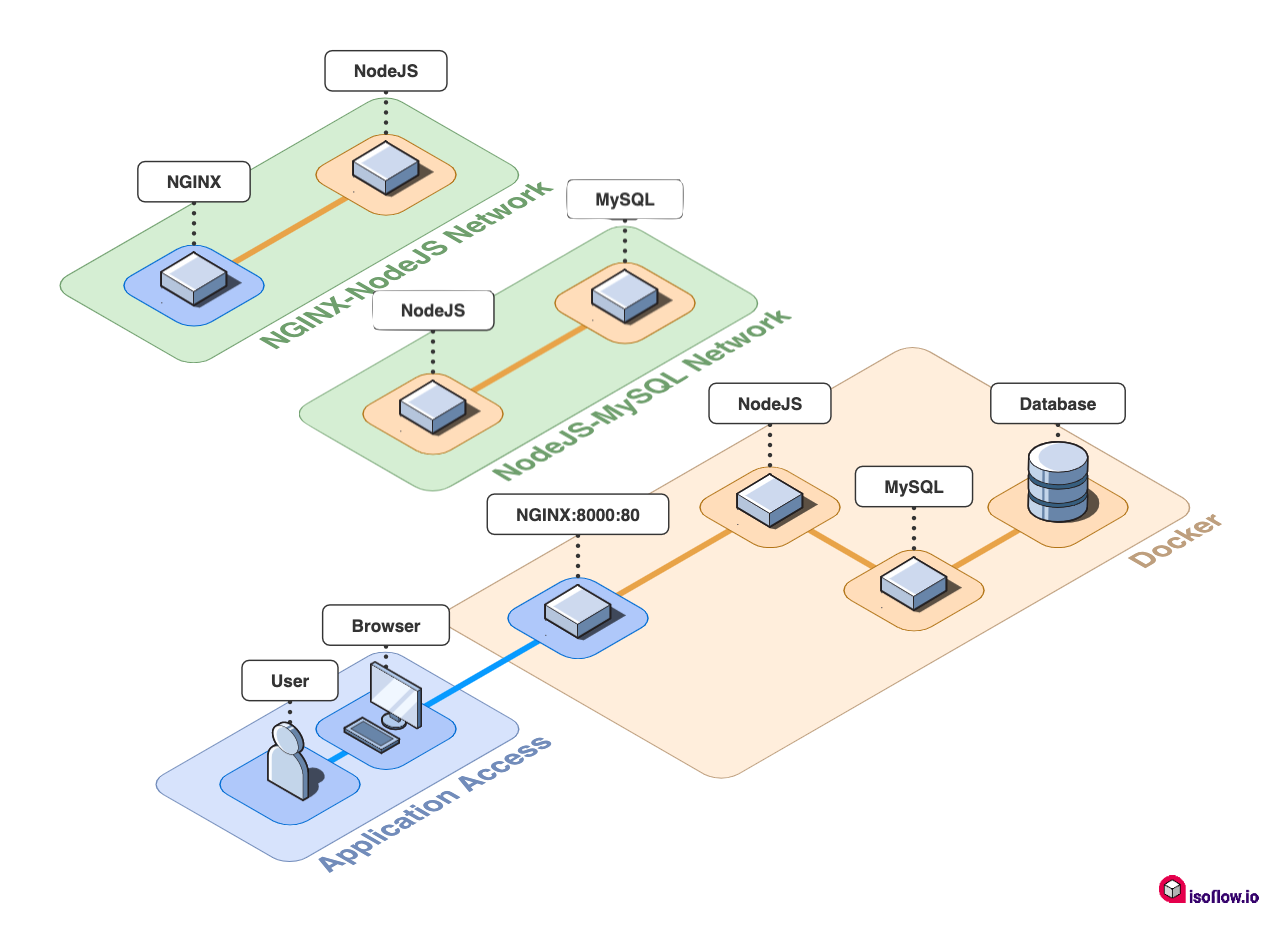 NodeJS
NGINX
NGINX-NodeJS Network
MySQL
NodeJS
NodeJS-MySQL Network
NodeJS
Database
MySQL
NGINX:8000:80
Docker
Browser
User
Application Access
isoflow.io